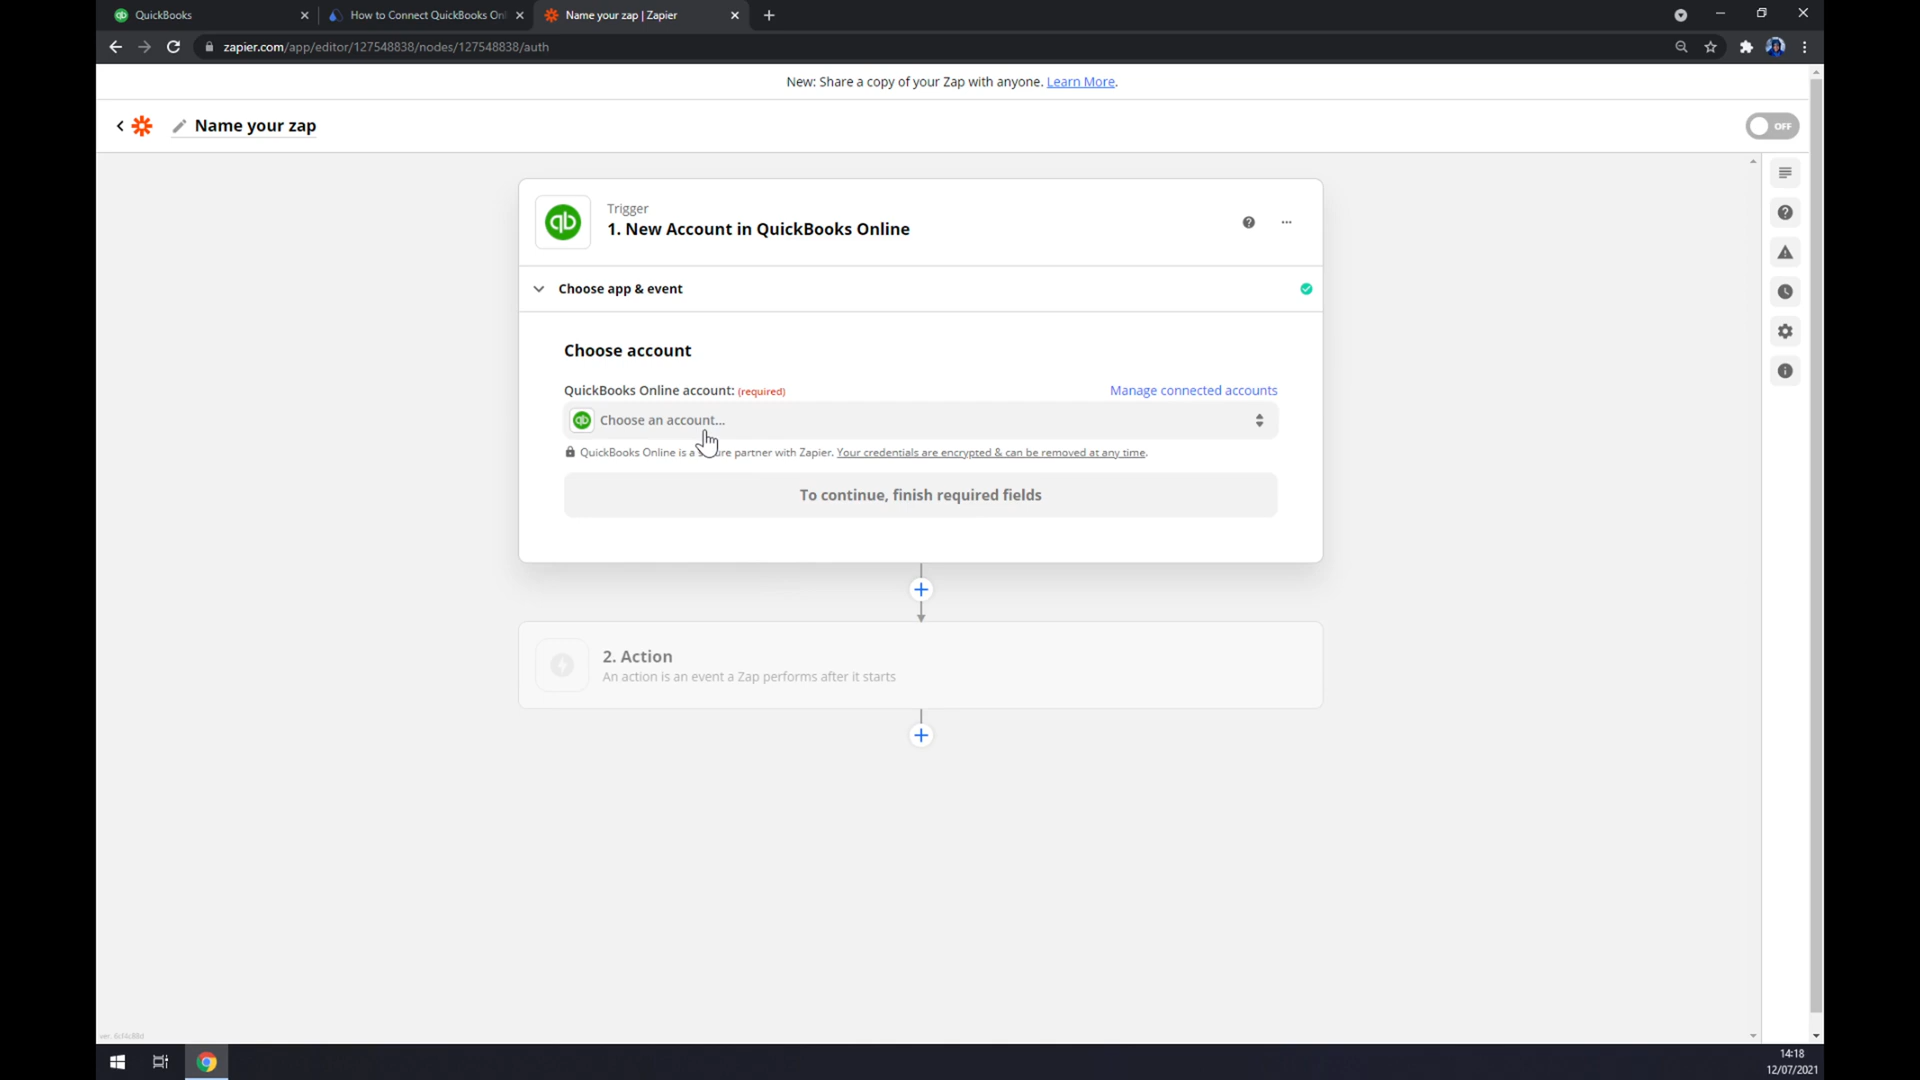 QuickBooks
How to Connect QuickBooks Onl
Name your zap | Zapier
zapier.com/app/editor/127548838/nodes/127548838/auth
New: Share a copy of your Zap with anyone. Learn More.
Name your zap
OFF
qb
Trigger
1. New Account in QuickBooks Online
Choose app & event
Choose account
QuickBooks Online account: (required)
Manage connected accounts
qb
Choose an account...
QuickBooks Online is a secure partner with Zapier. Your credentials are encrypted & can be removed at any time.
To continue, finish required fields
2. Action
An action is an event a Zap performs after it starts
14:18
12/07/2021